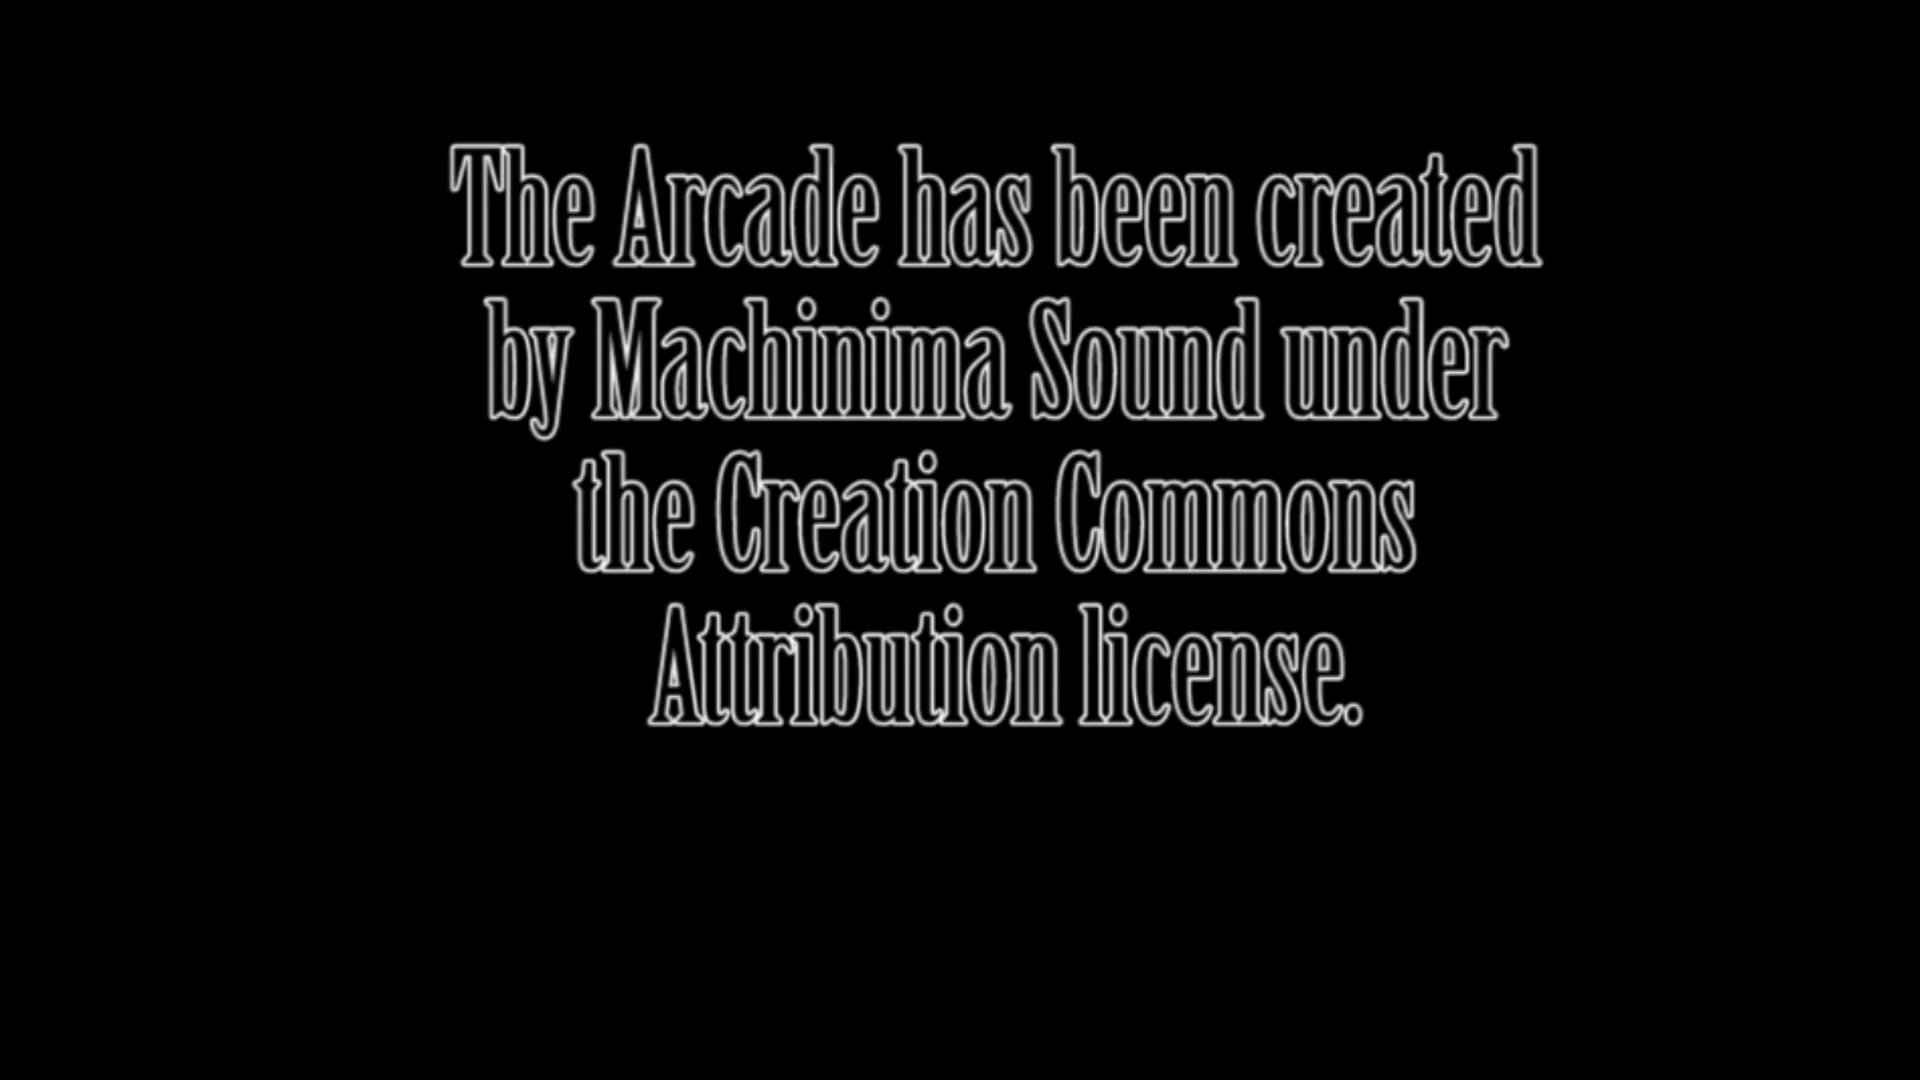 The Arcade has been created
by Machinima Sound under
the Creation Commons
Attribution license.